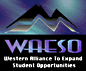 WAESO
Western Alliance To Expand
Student Opportunities